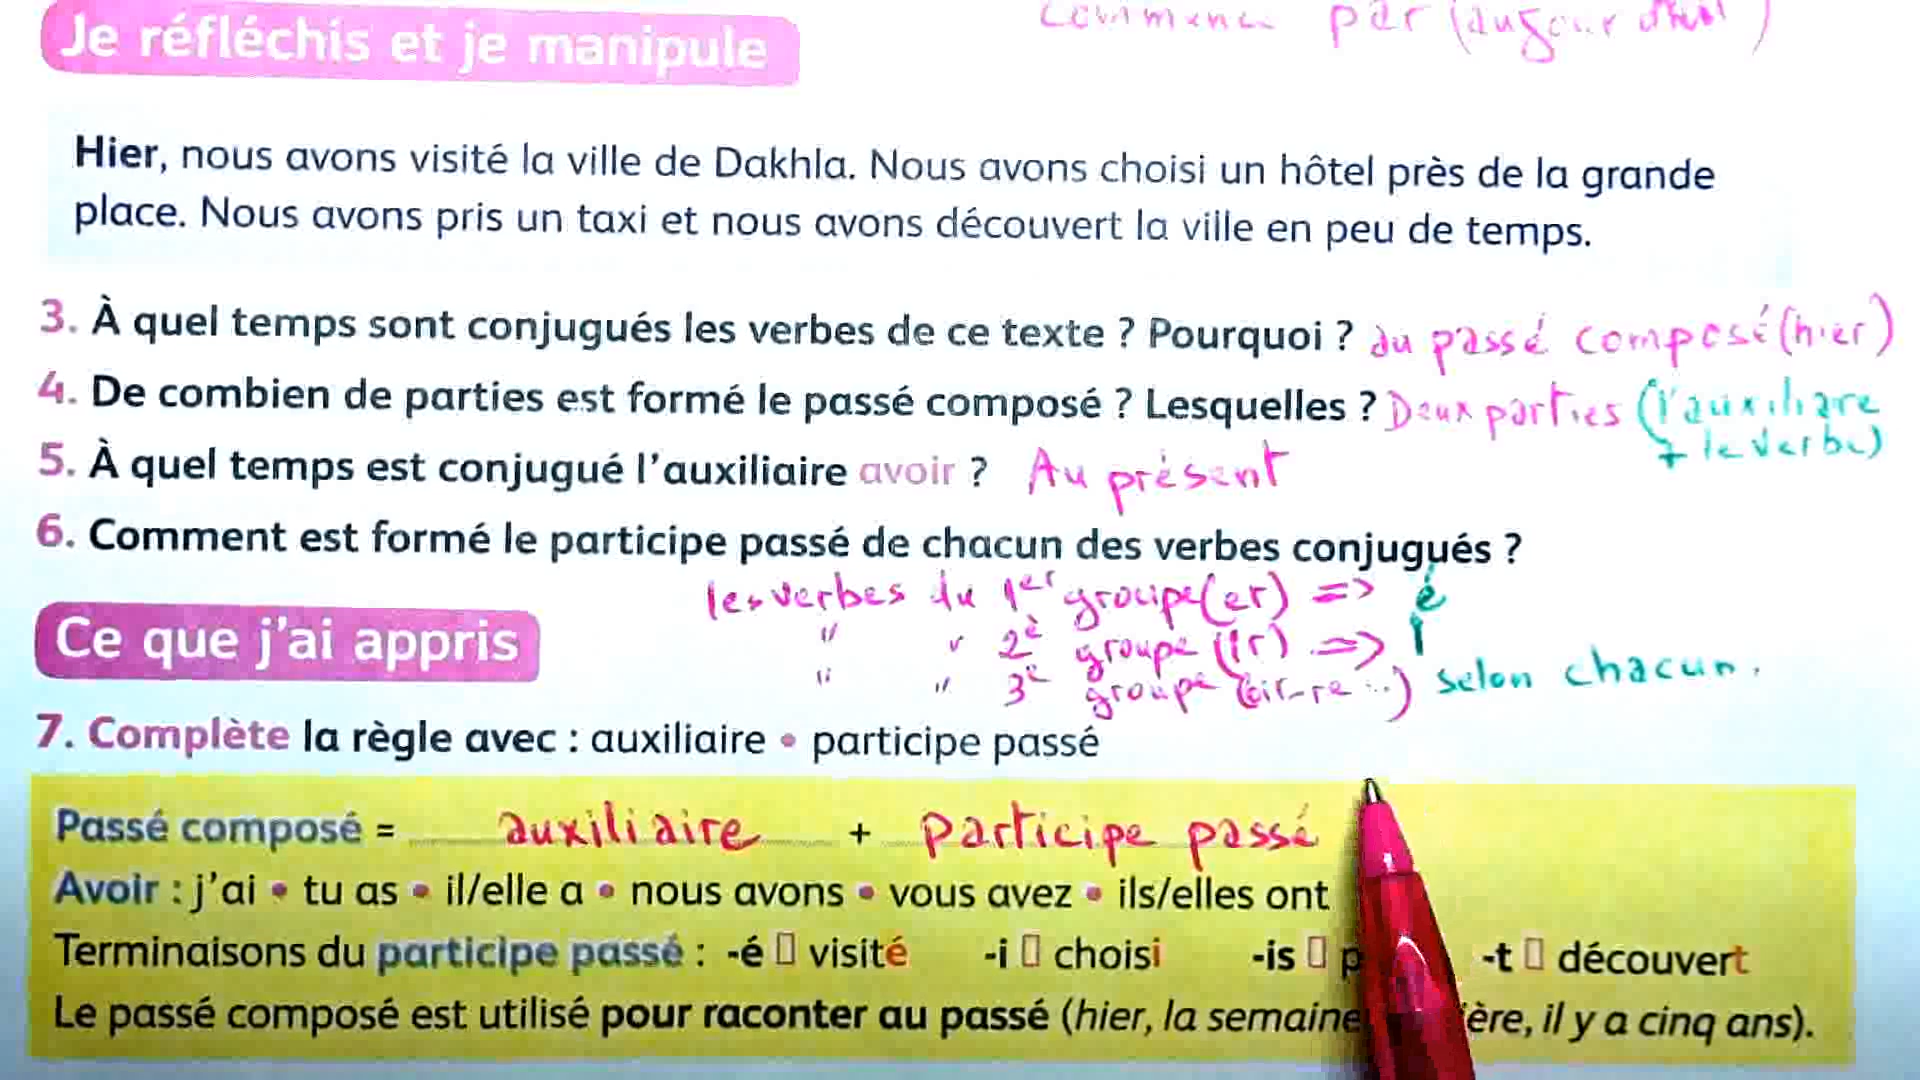 commence par (aujourd'hui)
Je réfléchis et je manipule
Hier, nous avons visité la ville de Dakhla. Nous avons choisi un hôtel près de la grande
place. Nous avons pris un taxi et nous avons découvert la ville en peu de temps.
3. À quel temps sont conjugués les verbes de ce texte ? Pourquoi ? au passé composé (hier)
4. De combien de parties est formé le passé composé ? Lesquelles ? Deux parties (l'auxiliare
+ le verbe)
5. À quel temps est conjugué l'auxiliaire avoir ? Au présent
6. Comment est formé le participe passé de chacun des verbes conjugués ?
les verbes du 1er groupe (er) => é
" " 2è groupe (ir) => i
" " 3è groupe (oir-re...) selon chacun.
Ce que j'ai appris
7. Complète la règle avec : auxiliaire • participe passé
Passé composé = auxiliaire + participe passé
Avoir : j'ai • tu as • il/elle a • nous avons • vous avez • ils/elles ont
Terminaisons du participe passé : -é ▯ visité -i ▯ choisi -is ▯ p -t ▯ découvert
Le passé composé est utilisé pour raconter au passé (hier, la semaine ère, il y a cinq ans).